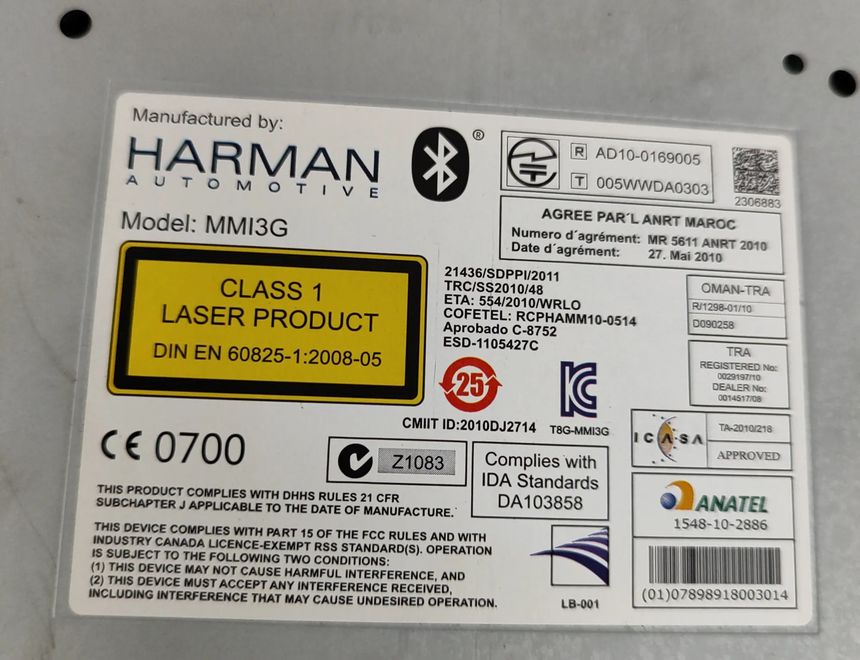 Manufactured by:
HARMAN
AUTOMOTIVE
®
Model: MMI3G
R AD10-0169005
T 005WWDA0303
2306883
AGREE PAR´L ANRT MAROC
Numero d´agrément: MR 5611 ANRT 2010
Date d´agrément: 27. Mai 2010
CLASS 1
LASER PRODUCT
DIN EN 60825-1:2008-05
21436/SDPPI/2011
TRC/SS2010/48
ETA: 554/2010/WRLO
COFETEL: RCPHAMM10-0514
Aprobado C-8752
ESD-1105427C
OMAN-TRA
R/1298-01/10
D090258
TRA
REGISTERED No:
0029197/10
DEALER No:
0014517/08
25
CMIIT ID:2010DJ2714
T8G-MMI3G
ICASA
TA-2010/218
APPROVED
CE 0700
Z1083
Complies with
IDA Standards
DA103858
ANATEL
1548-10-2886
(01)07898918003014
THIS PRODUCT COMPLIES WITH DHHS RULES 21 CFR
SUBCHAPTER J APPLICABLE TO THE DATE OF MANUFACTURE.
THIS DEVICE COMPLIES WITH PART 15 OF THE FCC RULES AND WITH
INDUSTRY CANADA LICENCE-EXEMPT RSS STANDARD(S). OPERATION
IS SUBJECT TO THE FOLLOWING TWO CONDITIONS:
(1) THIS DEVICE MAY NOT CAUSE HARMFUL INTERFERENCE, AND
(2) THIS DEVICE MUST ACCEPT ANY INTERFERENCE RECEIVED,
INCLUDING INTERFERENCE THAT MAY CAUSE UNDESIRED OPERATION.
LB-001